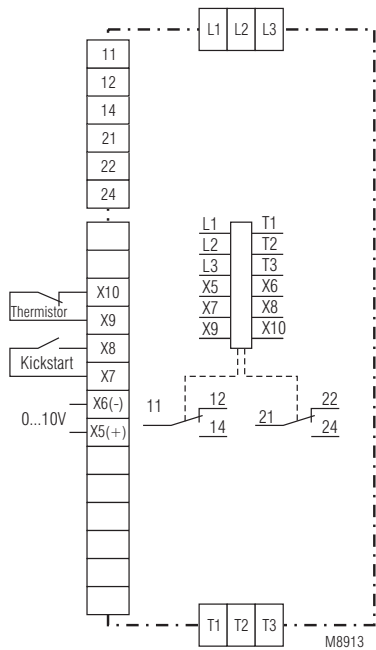 L1 L2 L3
11
12
14
21
22
24
L1 T1
L2 T2
L3 T3
X5 X6
X7 X8
X9 X10
X10
Thermistor
X9
X8
Kickstart
X7
X6(-)
0...10V
X5(+)
11 12
14
21 22
24
T1 T2 T3
M8913